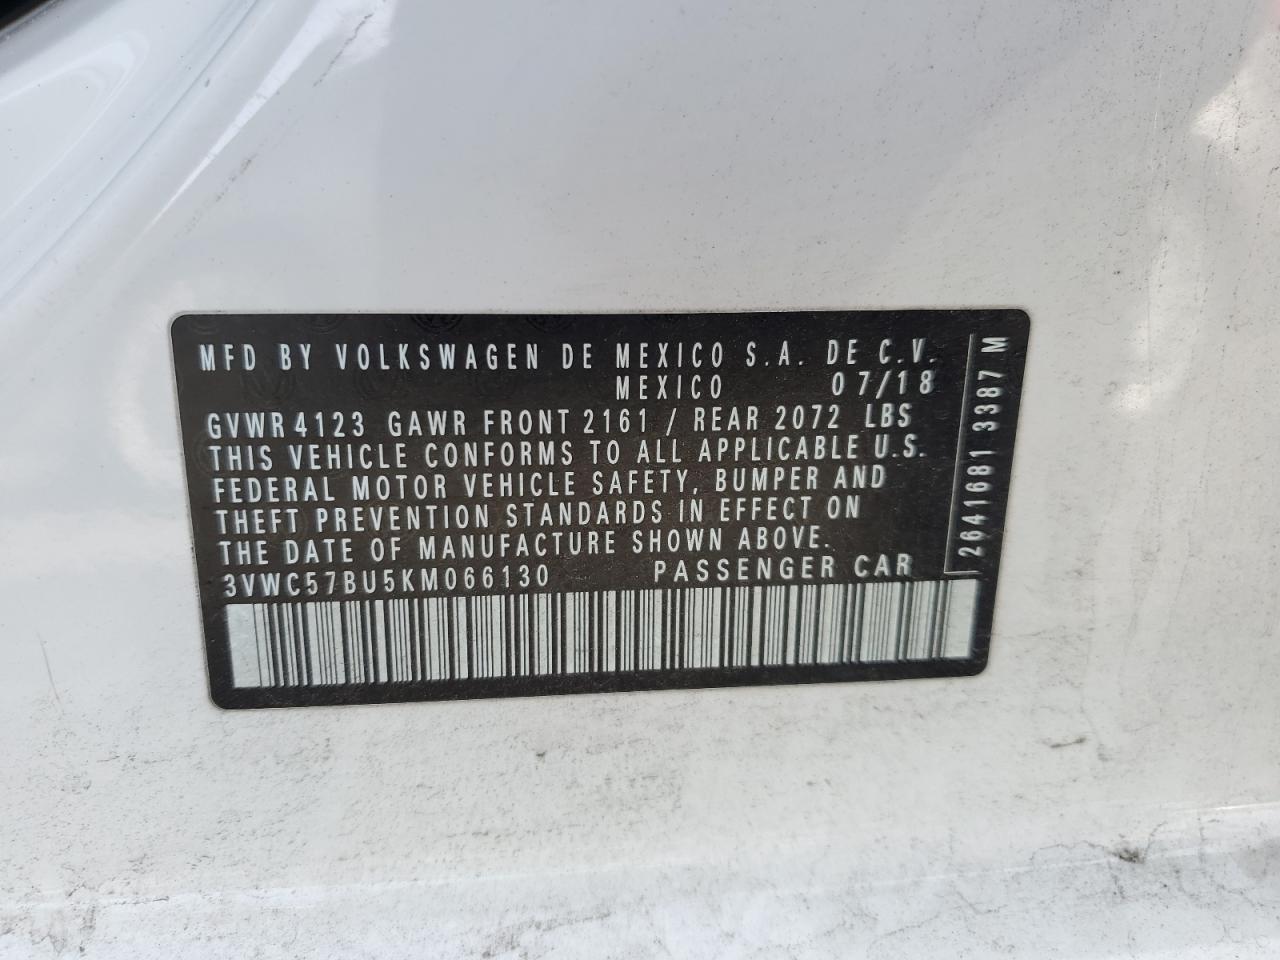 MFD BY VOLKSWAGEN DE MEXICO S.A. DE C.V.
MEXICO 07/18
GVWR 4123 GAWR FRONT 2161 / REAR 2072 LBS
THIS VEHICLE CONFORMS TO ALL APPLICABLE U.S.
FEDERAL MOTOR VEHICLE SAFETY, BUMPER AND
THEFT PREVENTION STANDARDS IN EFFECT ON
THE DATE OF MANUFACTURE SHOWN ABOVE.
3VWC57BU5KM066130 PASSENGER CAR
2641681 3387 M